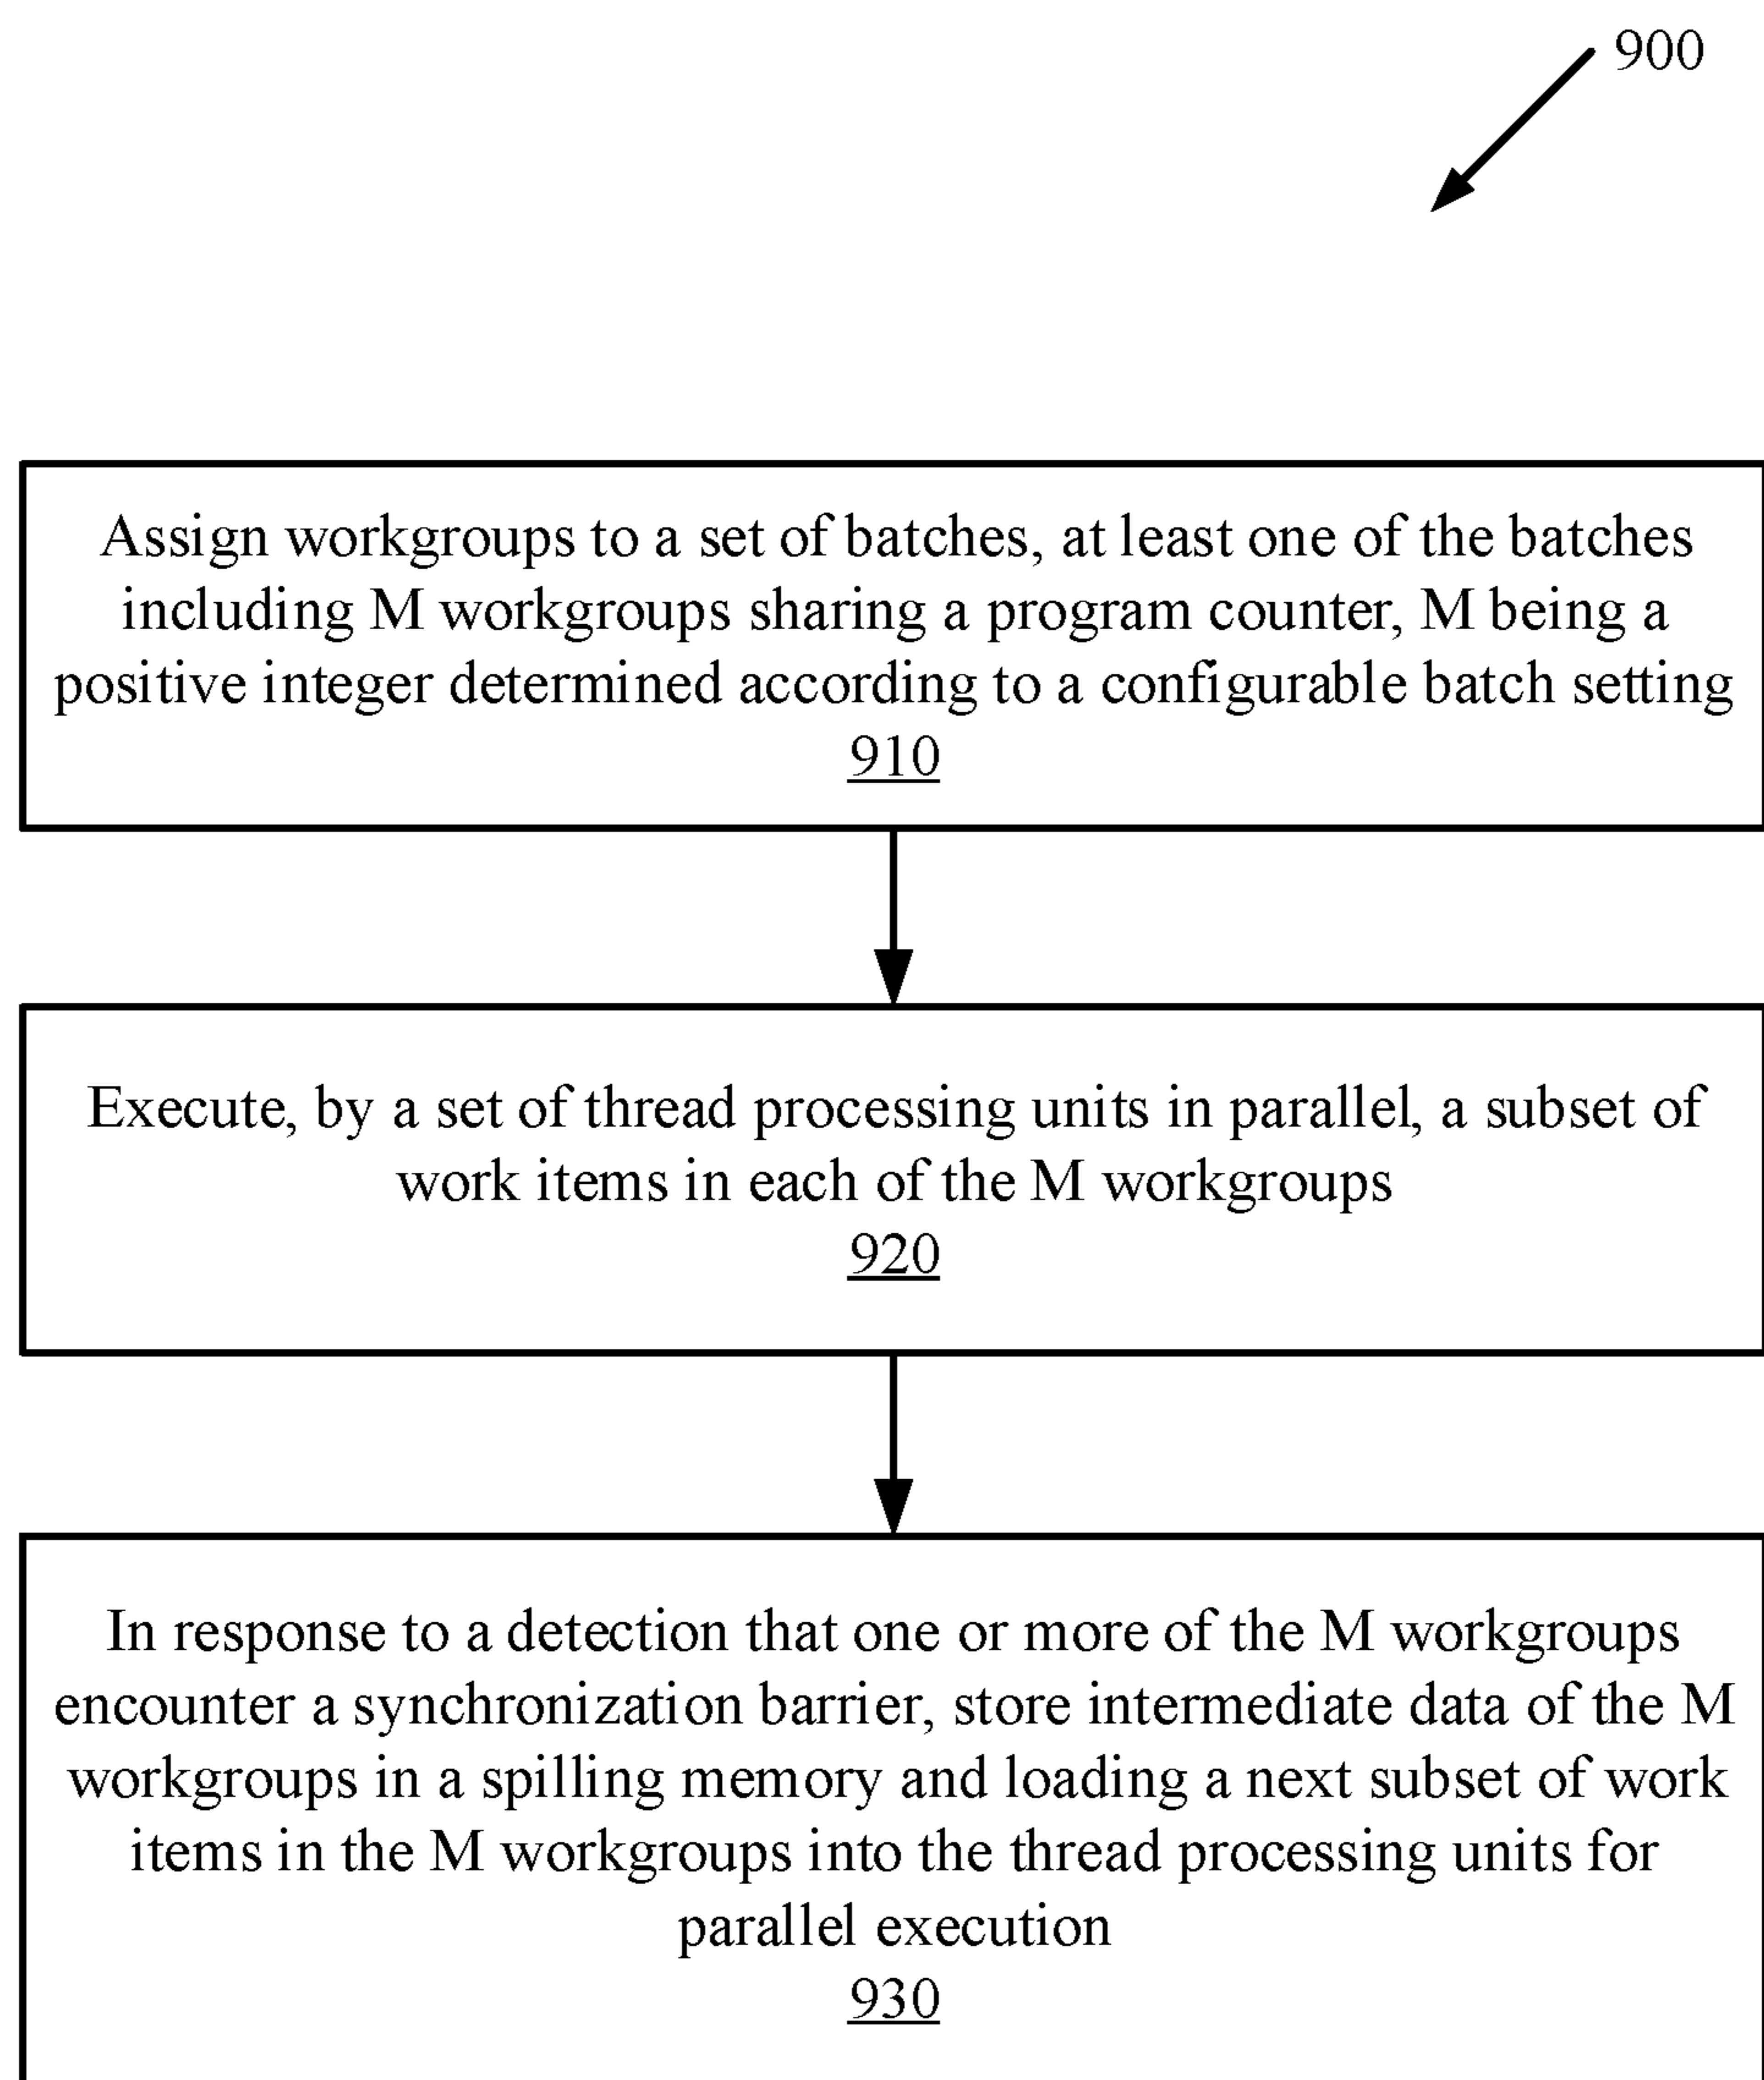 900
Assign workgroups to a set of batches, at least one of the batches
including M workgroups sharing a program counter, M being a
positive integer determined according to a configurable batch setting
910
Execute, by a set of thread processing units in parallel, a subset of
work items in each of the M workgroups
920
In response to a detection that one or more of the M workgroups
encounter a synchronization barrier, store intermediate data of the M
workgroups in a spilling memory and loading a next subset of work
items in the M workgroups into the thread processing units for
parallel execution
930